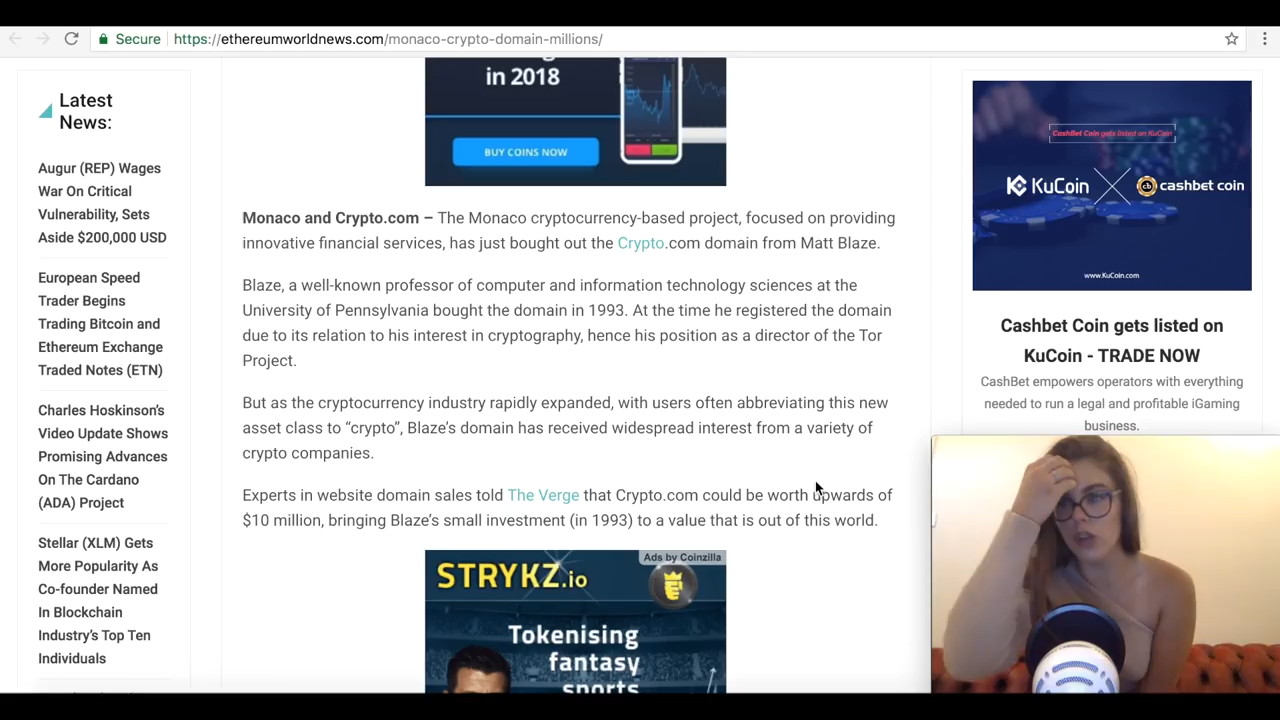 Secure
https://ethereumworldnews.com/monaco-crypto-domain-millions/
Latest
News:
Augur (REP) Wages
War On Critical
Vulnerability, Sets
Aside $200,000 USD
European Speed
Trader Begins
Trading Bitcoin and
Ethereum Exchange
Traded Notes (ETN)
Charles Hoskinson's
Video Update Shows
Promising Advances
On The Cardano
(ADA) Project
Stellar (XLM) Gets
More Popularity As
Co-founder Named
In Blockchain
Industry's Top Ten
Individuals
in 2018
BUY COINS NOW
Monaco and Crypto.com – The Monaco cryptocurrency-based project, focused on providing
innovative financial services, has just bought out the Crypto.com domain from Matt Blaze.
Blaze, a well-known professor of computer and information technology sciences at the
University of Pennsylvania bought the domain in 1993. At the time he registered the domain
due to its relation to his interest in cryptography, hence his position as a director of the Tor
Project.
But as the cryptocurrency industry rapidly expanded, with users often abbreviating this new
asset class to “crypto”, Blaze's domain has received widespread interest from a variety of
crypto companies.
Experts in website domain sales told The Verge that Crypto.com could be worth upwards of
$10 million, bringing Blaze's small investment (in 1993) to a value that is out of this world.
Ads by Coinzilla
STRYKZ.io
Tokenising
fantasy
sports
CashBet Coin gets listed on KuCoin
KuCoin
cb cashbet coin
www.KuCoin.com
Cashbet Coin gets listed on
KuCoin - TRADE NOW
CashBet empowers operators with everything
needed to run a legal and profitable iGaming
business.